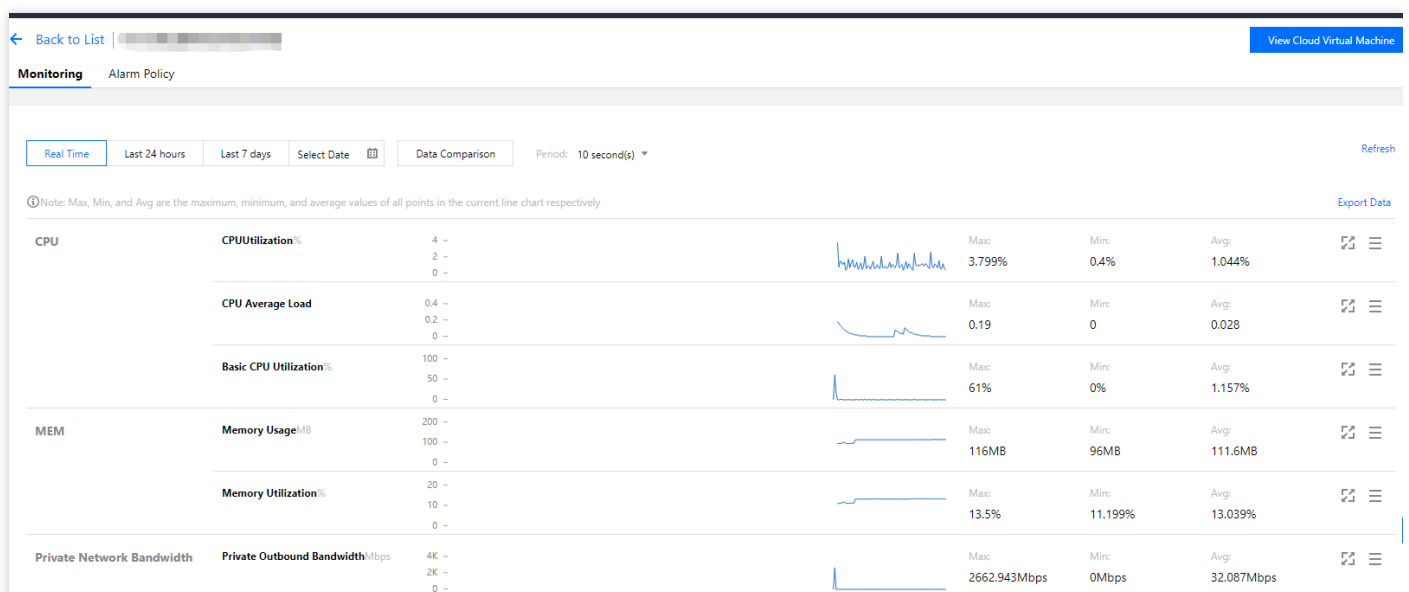 ← Back to List
View Cloud Virtual Machine
Monitoring Alarm Policy
Real Time Last 24 hours Last 7 days Select Date Data Comparison Period: 10 second(s)
Refresh
Note: Max, Min, and Avg are the maximum, minimum, and average values of all points in the current line chart respectively
Export Data
CPU CPUUtilization% 4 2 0 Max: Min: Avg:
3.799% 0.4% 1.044%
CPU Average Load 0.4 0.2 0 Max: Min: Avg:
0.19 0 0.028
Basic CPU Utilization% 100 50 0 Max: Min: Avg:
61% 0% 1.157%
MEM Memory UsageMB 200 100 0 Max: Min: Avg:
116MB 96MB 111.6MB
Memory Utilization% 20 10 0 Max: Min: Avg:
13.5% 11.199% 13.039%
Private Network Bandwidth Private Outbound BandwidthMbps 4K 2K 0 Max: Min: Avg:
2662.943Mbps 0Mbps 32.087Mbps